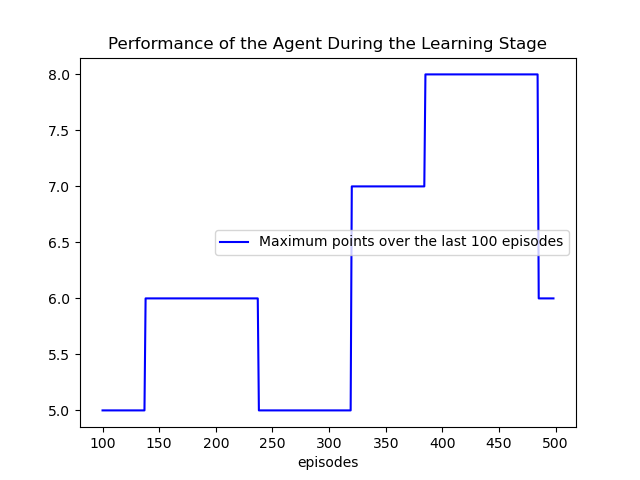 Performance of the Agent During the Learning Stage
8.0
7.5
7.0
6.5
6.0
5.5
5.0
Maximum points over the last 100 episodes
100 150 200 250 300 350 400 450 500
episodes